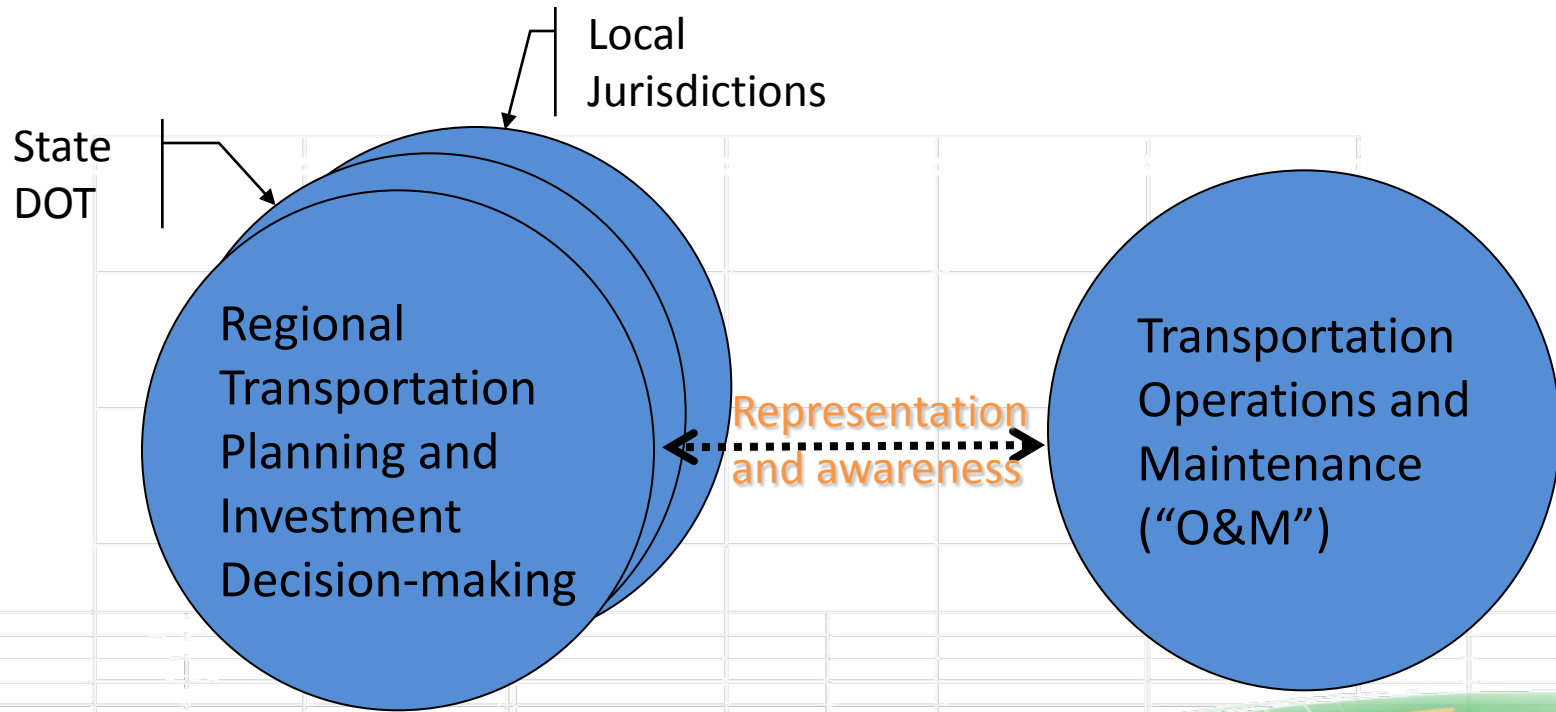 Local
Jurisdictions
State
DOT
Regional
Transportation
Planning and
Investment
Decision-making
Representation
and awareness
Transportation
Operations and
Maintenance
(“O&M”)